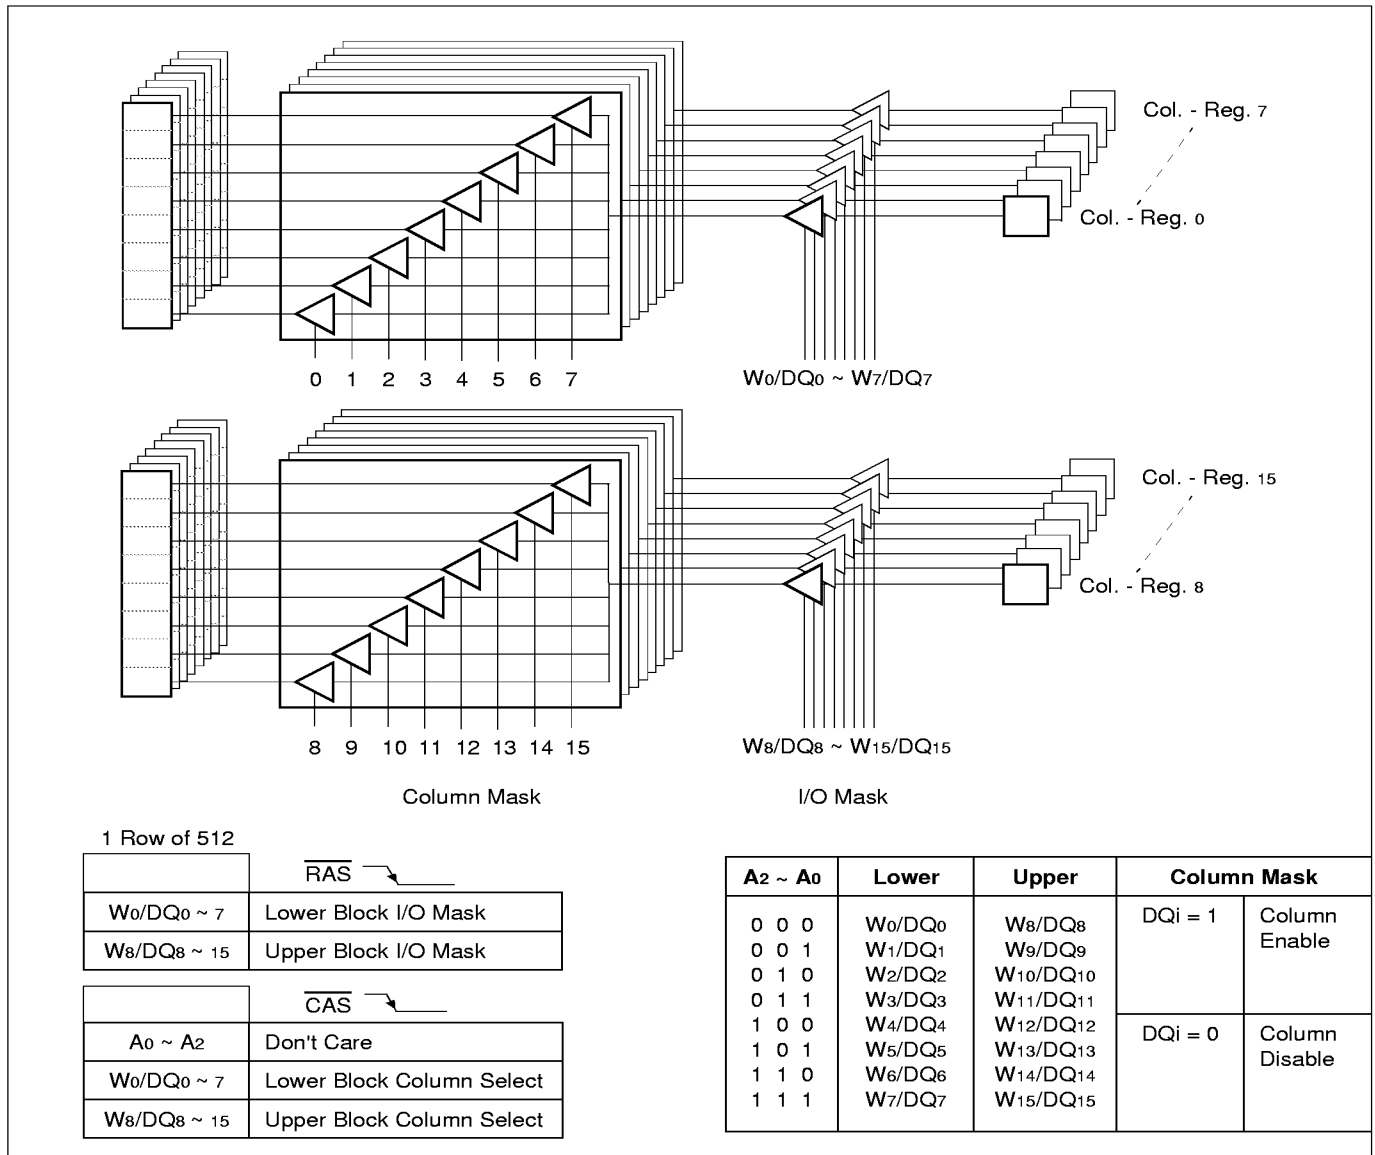 Col. - Reg. 7
Col. - Reg. 0
0 1 2 3 4 5 6 7
W0/DQ0 ~ W7/DQ7
Col. - Reg. 15
Col. - Reg. 8
8 9 10 11 12 13 14 15
W8/DQ8 ~ W15/DQ15
Column Mask
I/O Mask
1 Row of 512
RAS
W0/DQ0 ~ 7 Lower Block I/O Mask
W8/DQ8 ~ 15 Upper Block I/O Mask
CAS
A0 ~ A2 Don't Care
W0/DQ0 ~ 7 Lower Block Column Select
W8/DQ8 ~ 15 Upper Block Column Select
A2 ~ A0 Lower Upper Column Mask
0 0 0 W0/DQ0 W8/DQ8
0 0 1 W1/DQ1 W9/DQ9
0 1 0 W2/DQ2 W10/DQ10
0 1 1 W3/DQ3 W11/DQ11
1 0 0 W4/DQ4 W12/DQ12
1 0 1 W5/DQ5 W13/DQ13
1 1 0 W6/DQ6 W14/DQ14
1 1 1 W7/DQ7 W15/DQ15
DQi = 1 Column
Enable
DQi = 0 Column
Disable